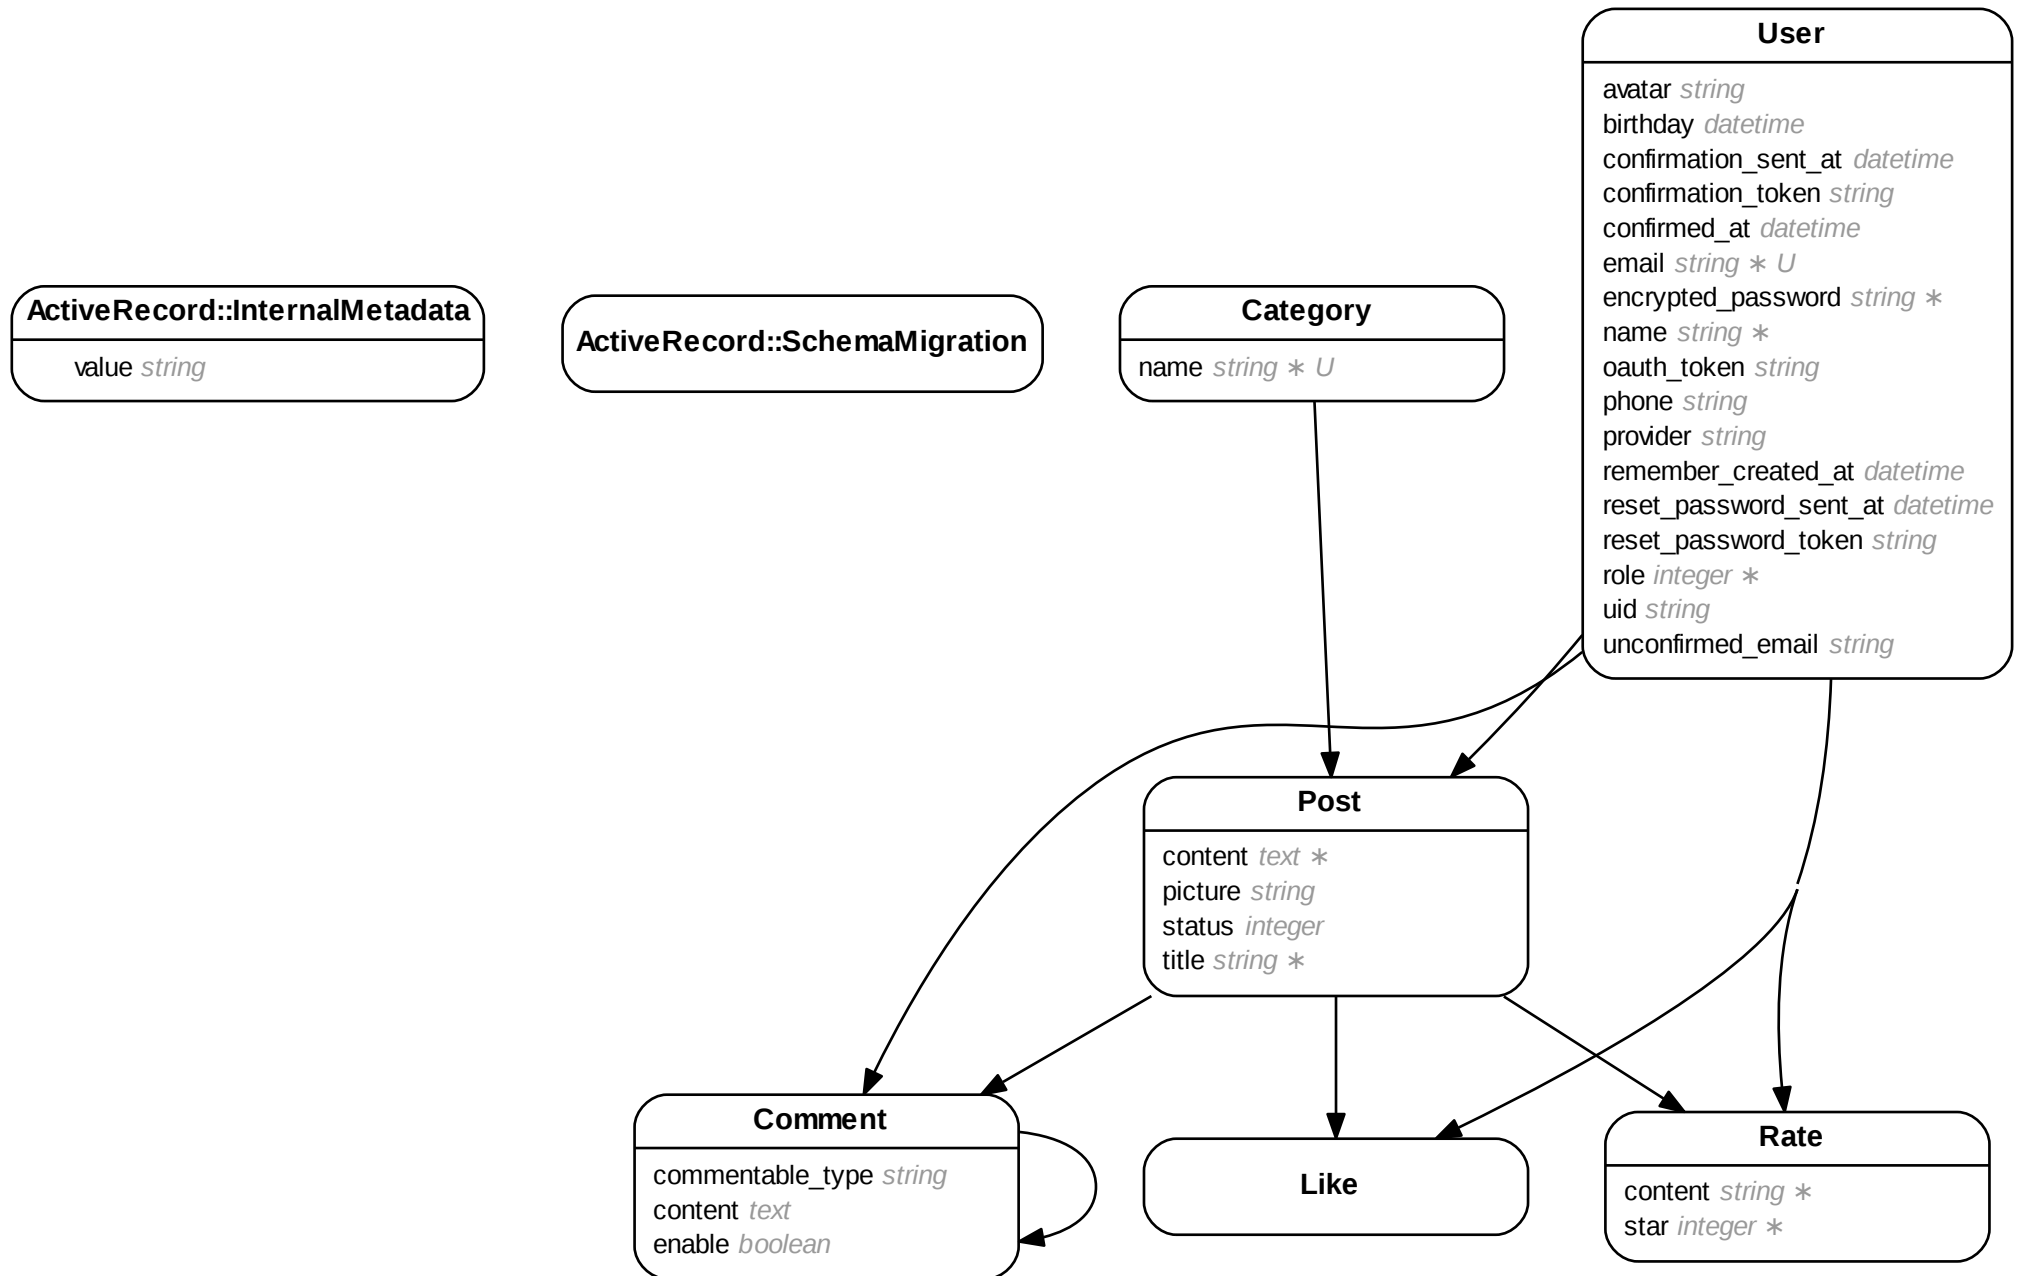 User
avatar string
birthday datetime
confirmation_sent_at datetime
confirmation_token string
confirmed_at datetime
email string ∗ U
encrypted_password string ∗
name string ∗
oauth_token string
phone string
provider string
remember_created_at datetime
reset_password_sent_at datetime
reset_password_token string
role integer ∗
uid string
unconfirmed_email string
ActiveRecord::InternalMetadata
value string
ActiveRecord::SchemaMigration
Category
name string ∗ U
Post
content text ∗
picture string
status integer
title string ∗
Comment
commentable_type string
content text
enable boolean
Like
Rate
content string ∗
star integer ∗